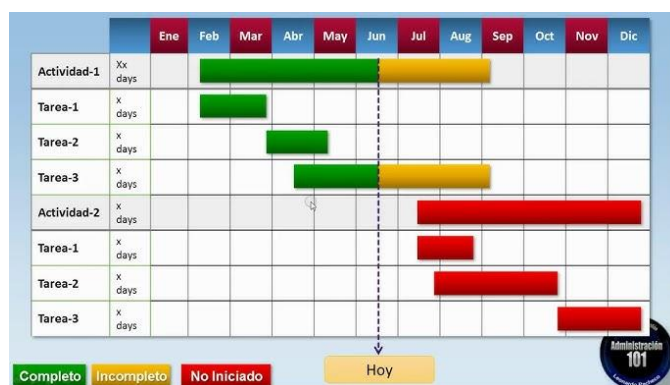 Ene Feb Mar Abr May Jun Jul Aug Sep Oct Nov Dic
Actividad-1 Xx days
Tarea-1 x days
Tarea-2 x days
Tarea-3 x days
Actividad-2 x days
Tarea-1 x days
Tarea-2 x days
Tarea-3 x days
Hoy
Completo Incompleto No Iniciado
Administración
101